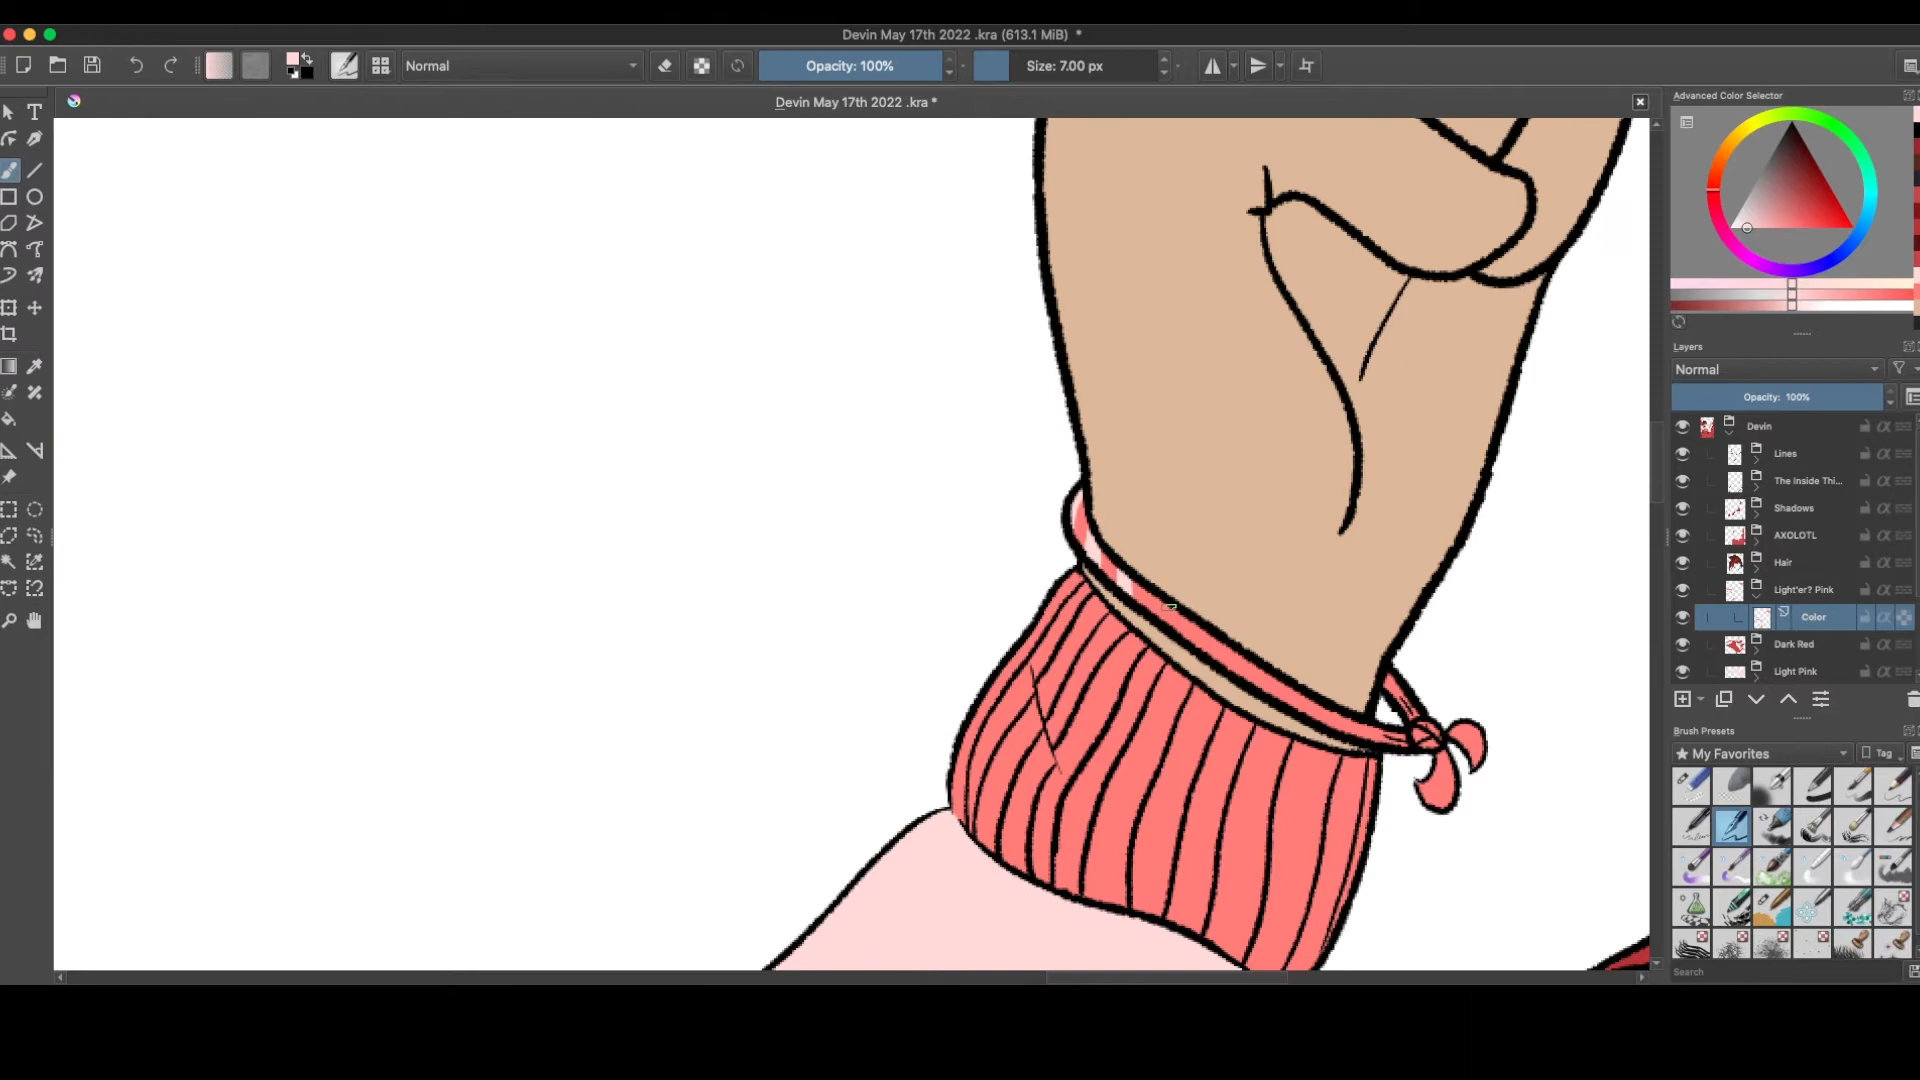 Devin May 17th 2022 .kra (613.1 MiB) *
Normal
Opacity: 100%
Size: 7.00 px
Devin May 17th 2022 .kra *
Advanced Color Selector
Layers
Normal
Opacity: 100%
Devin
Lines
The Inside Thi...
Shadows
AXOLOTL
Hair
Light'er? Pink
Color
Dark Red
Light Pink
Brush Presets
★ My Favorites
Tag
Search